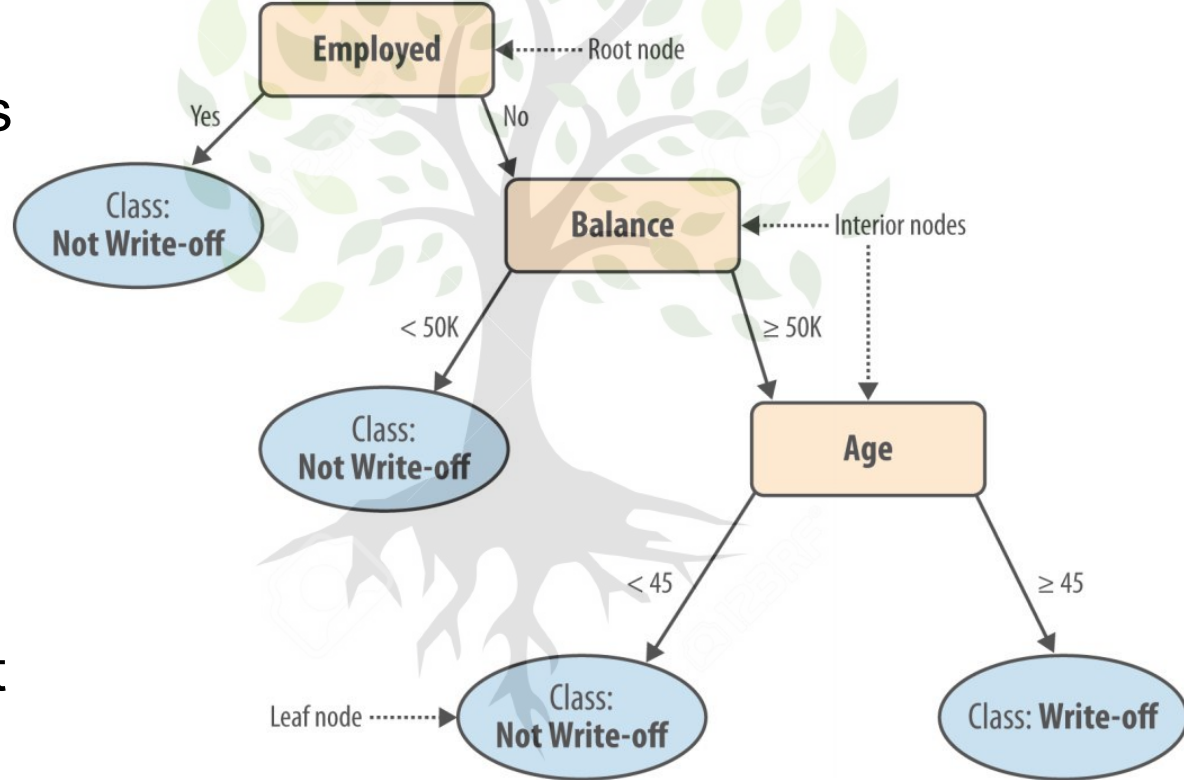 Employed
Root node
s
Yes
No
Class:
Not Write-off
Balance
Interior nodes
< 50K
≥ 50K
Class:
Not Write-off
Age
< 45
≥ 45
t
Leaf node
Class:
Not Write-off
Class: Write-off